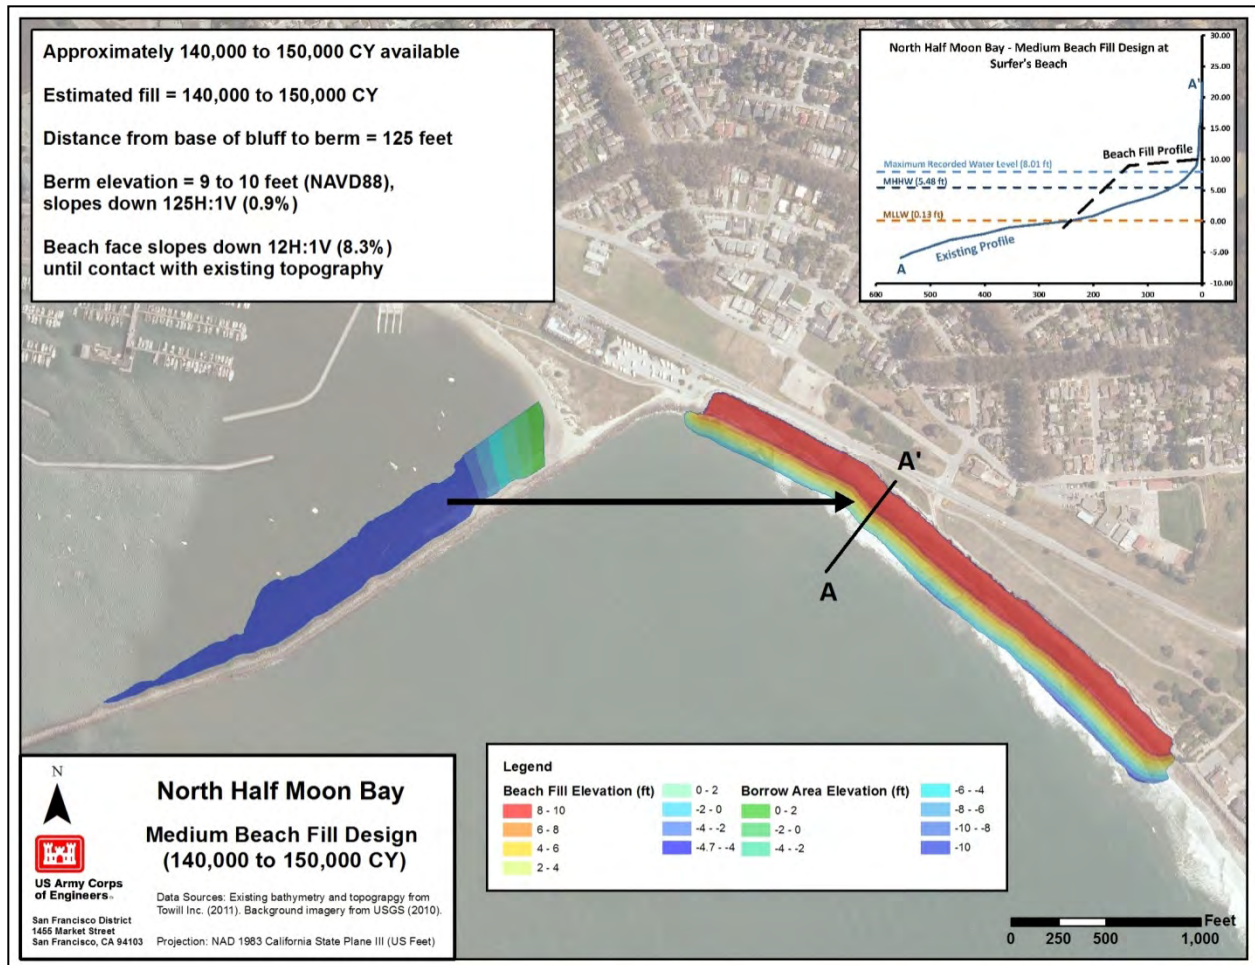 Approximately 140,000 to 150,000 CY available
Estimated fill = 140,000 to 150,000 CY
Distance from base of bluff to berm = 125 feet
Berm elevation = 9 to 10 feet (NAVD88),
slopes down 125H:1V (0.9%)
Beach face slopes down 12H:1V (8.3%)
until contact with existing topography
North Half Moon Bay - Medium Beach Fill Design at
Surfer's Beach
30.00
25.00
A'
20.00
15.00
Beach Fill Profile
10.00
Maximum Recorded Water Level (8.01 ft)
MHHW (5.48 ft)
5.00
MLLW (0.13 ft)
0.00
Existing Profile
-5.00
A
-10.00
600
500
400
300
200
100
0
A'
A
N
US Army Corps
of Engineers
San Francisco District
1455 Market Street
San Francisco, CA 94103
North Half Moon Bay
Medium Beach Fill Design
(140,000 to 150,000 CY)
Data Sources: Existing bathymetry and topograpgy from
Towill Inc. (2011). Background imagery from USGS (2010).
Projection: NAD 1983 California State Plane III (US Feet)
Legend
Beach Fill Elevation (ft)
8 - 10
6 - 8
4 - 6
2 - 4
0 - 2
-2 - 0
-4 - -2
-4.7 - -4
Borrow Area Elevation (ft)
0 - 2
-2 - 0
-4 - -2
-6 - -4
-8 - -6
-10 - -8
-10
Feet
0 250 500 1,000